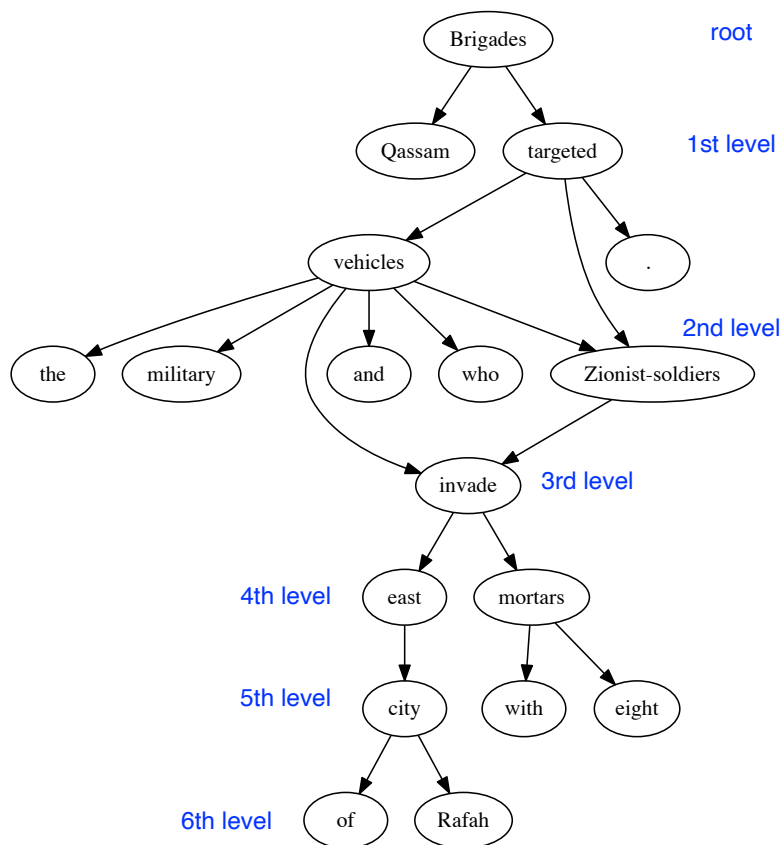 Brigades root
Qassam targeted 1st level
vehicles .
2nd level
the military and who Zionist-soldiers
invade 3rd level
4th level east mortars
5th level city with eight
6th level of Rafah